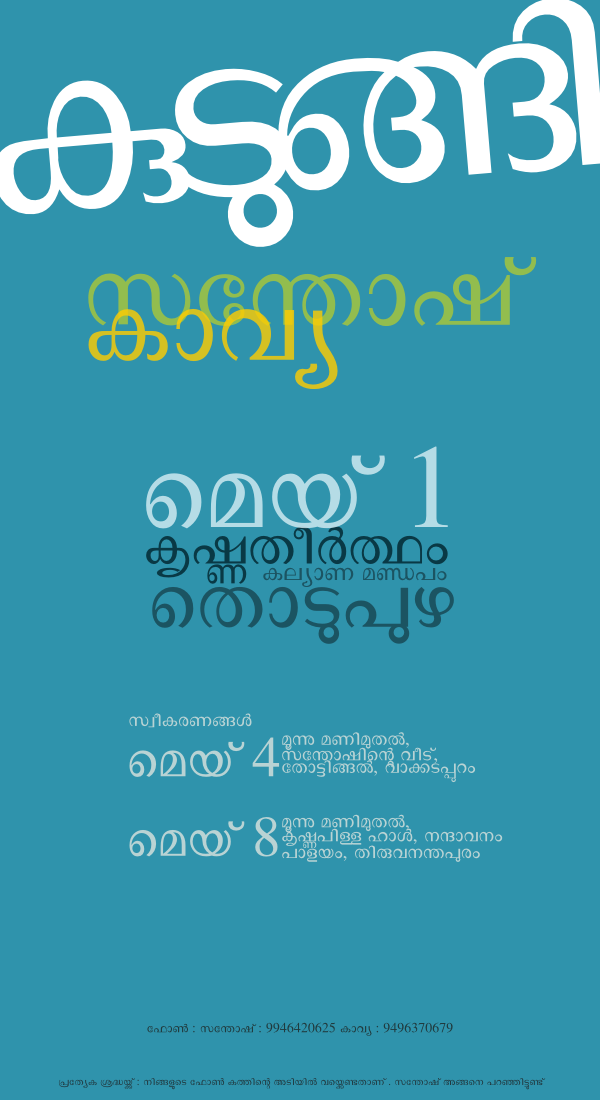 കുടുങ്ങി
സന്തോഷ്
കാവ്യ
മെയ് 1
കൃഷ്ണതീർത്ഥം
കല്യാണ മണ്ഡപം
തൊടുപുഴ
സ്വീകരണങ്ങൾ
മെയ് 4
മൂന്നു മണിമുതൽ,
സന്തോഷിന്റെ വീട്,
തോട്ടിങ്ങൽ, വാക്കടപ്പുറം
മെയ് 8
മൂന്നു മണിമുതൽ,
കൃഷ്ണപിള്ള ഹാൾ, നന്ദാവനം
പാളയം, തിരുവനന്തപുരം
ഫോൺ : സന്തോഷ് : 9946420625 കാവ്യ : 9496370679
പ്രത്യേക ശ്രദ്ധയ്ക്ക് : നിങ്ങളുടെ ഫോൺ കത്തിന്റെ അടിയിൽ വയ്ക്കേണ്ടതാണ് . സന്തോഷ് അങ്ങനെ പറഞ്ഞിട്ടുണ്ട്